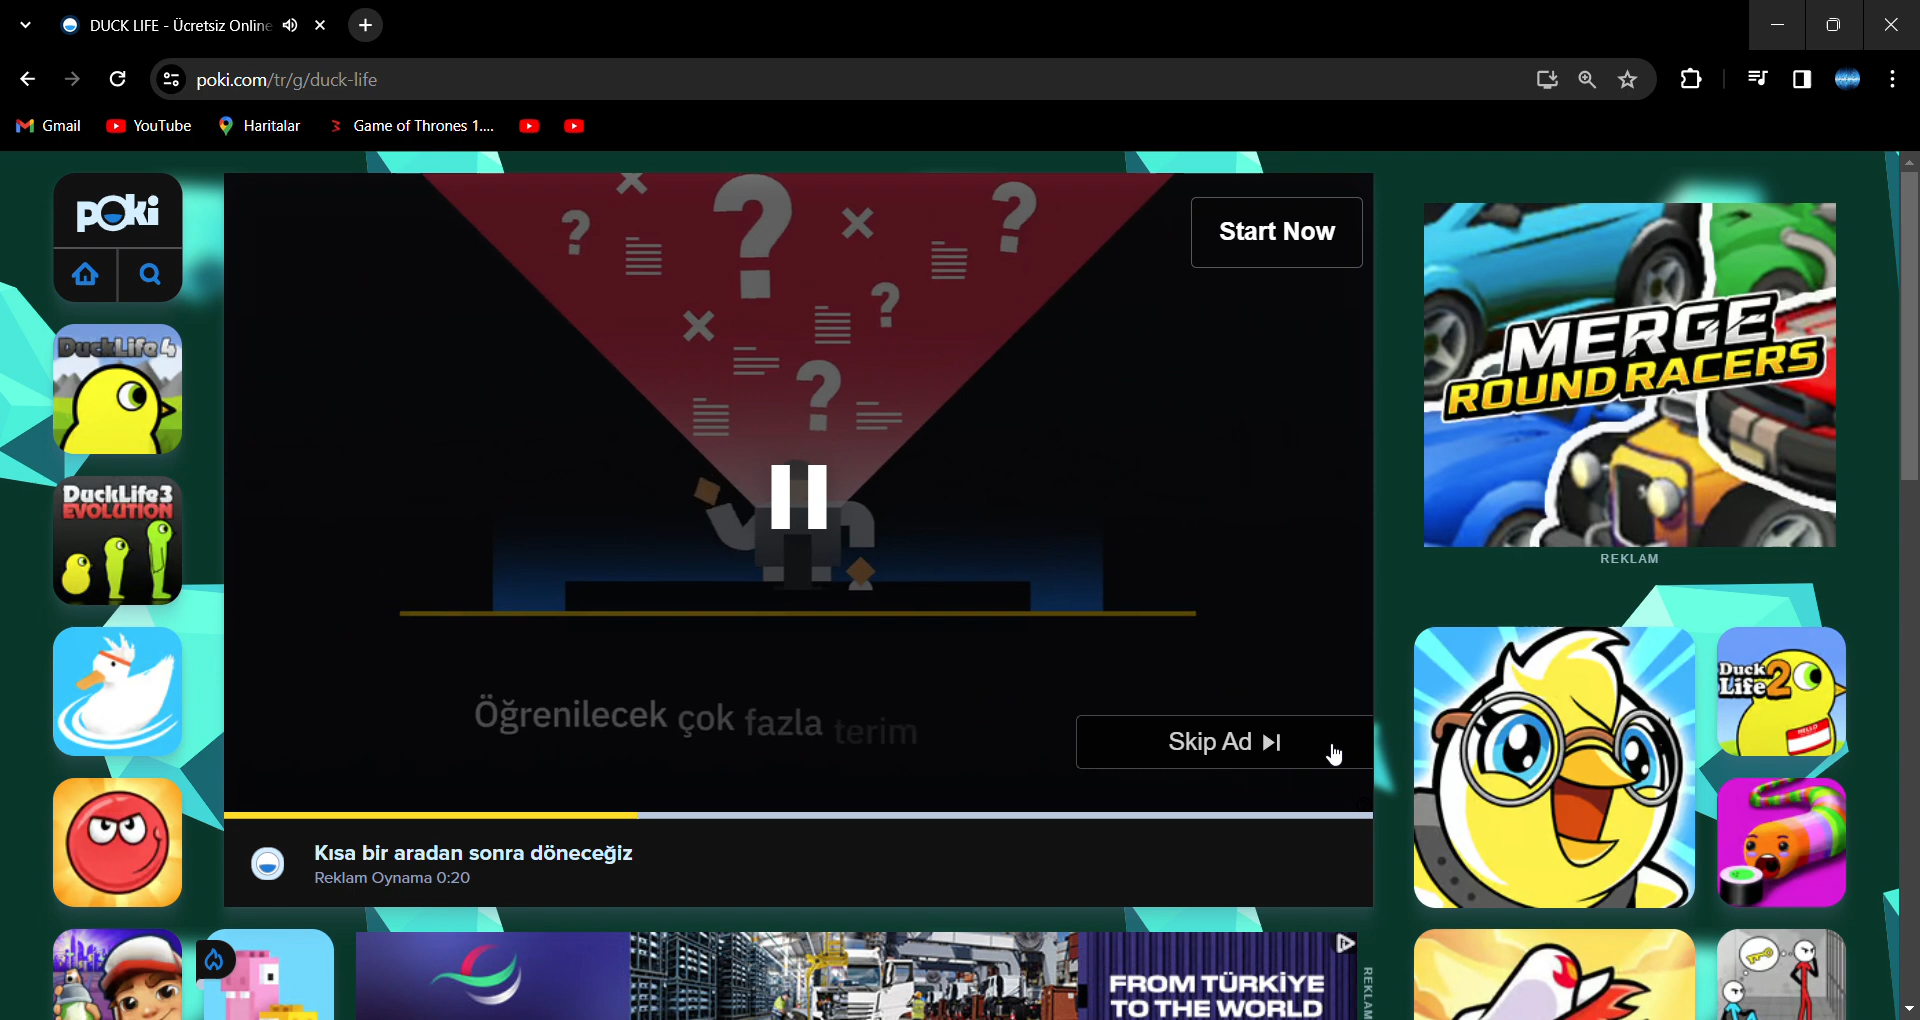 DUCK LIFE - Ücretsiz Online
poki.com/tr/g/duck-life
Gmail
YouTube
Haritalar
Game of Thrones 1....
poki
DuckLife4
DuckLife3
EVOLUTION
Start Now
Öğrenilecek çok fazla terim
Skip Ad
Kısa bir aradan sonra döneceğiz
Reklam Oynama 0:20
MERGE
ROUND RACERS
REKLAM
Duck
Life 2
HELLO
FROM TÜRKİYE
TO THE WORLD
REKLAM